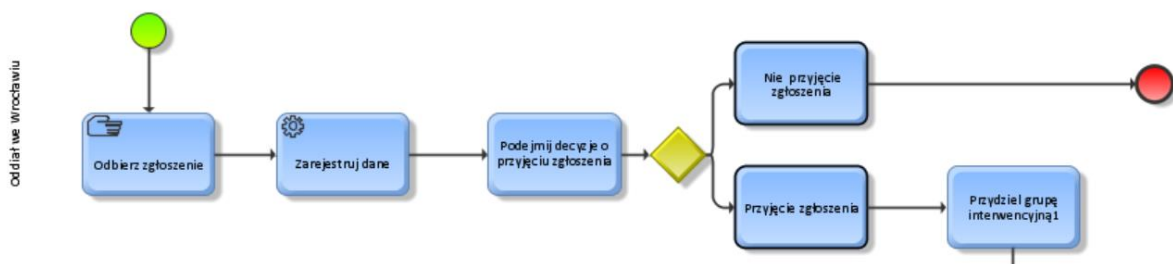 Oddział we Wrocławiu
Odbierz zgłoszenie
Zarejestruj dane
Podejmij decyzje o
przyjęciu zgłoszenia
Nie przyjęcie
zgłoszenia
Przyjęcie zgłoszenia
Przydziel grupę
interwencyjną1